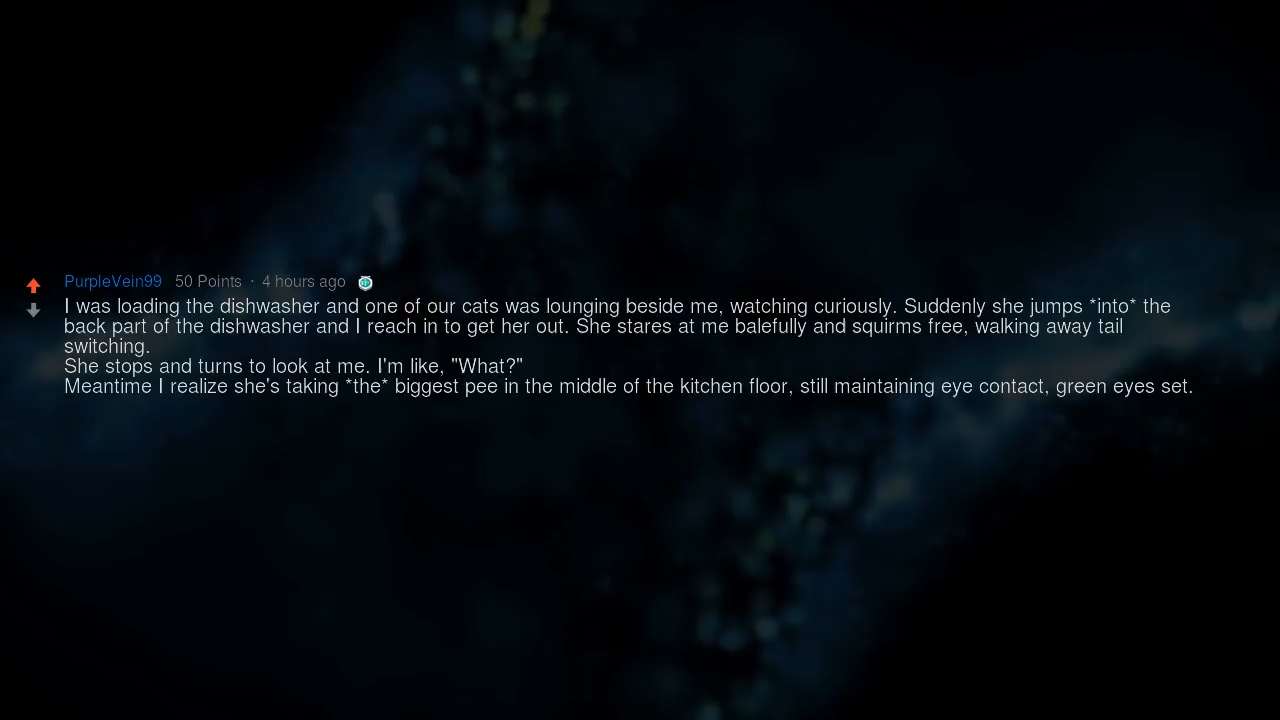 PurpleVein99 50 Points · 4 hours ago
I was loading the dishwasher and one of our cats was lounging beside me, watching curiously. Suddenly she jumps *into* the
back part of the dishwasher and I reach in to get her out. She stares at me balefully and squirms free, walking away tail
switching.
She stops and turns to look at me. I'm like, "What?"
Meantime I realize she's taking *the* biggest pee in the middle of the kitchen floor, still maintaining eye contact, green eyes set.